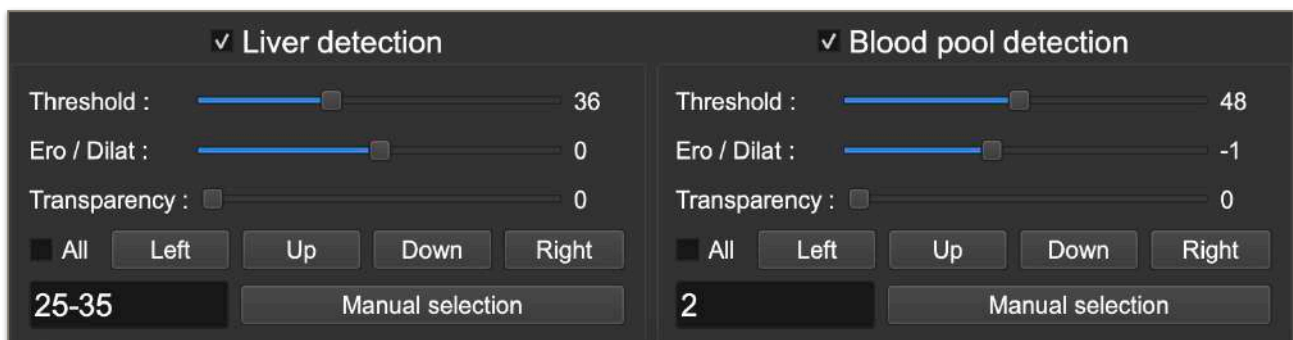 Liver detection
Threshold : 36
Ero / Dilat : 0
Transparency : 0
All Left Up Down Right
25-35 Manual selection
Blood pool detection
Threshold : 48
Ero / Dilat : -1
Transparency : 0
All Left Up Down Right
2 Manual selection